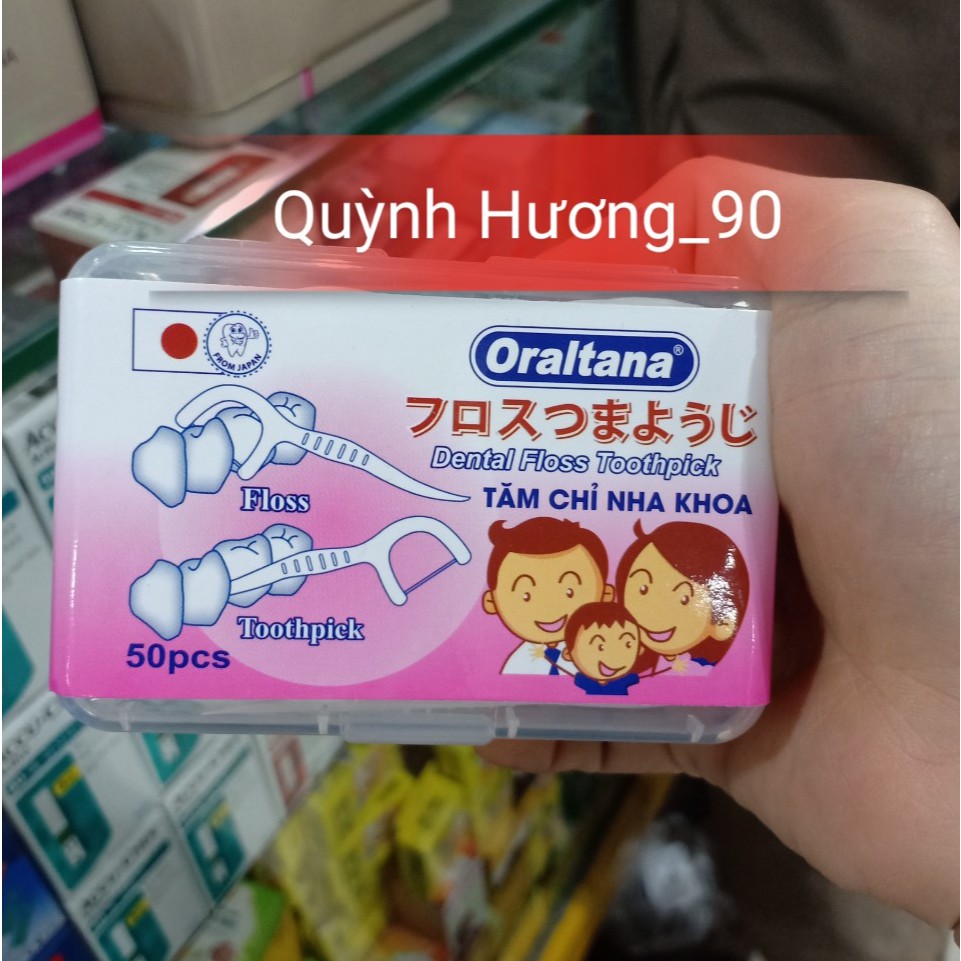 Quỳnh Hương_90
FROM JAPAN
Oraltana®
フロスつまようじ
Dental Floss Toothpick
TĂM CHỈ NHA KHOA
Floss
Toothpick
50pcs